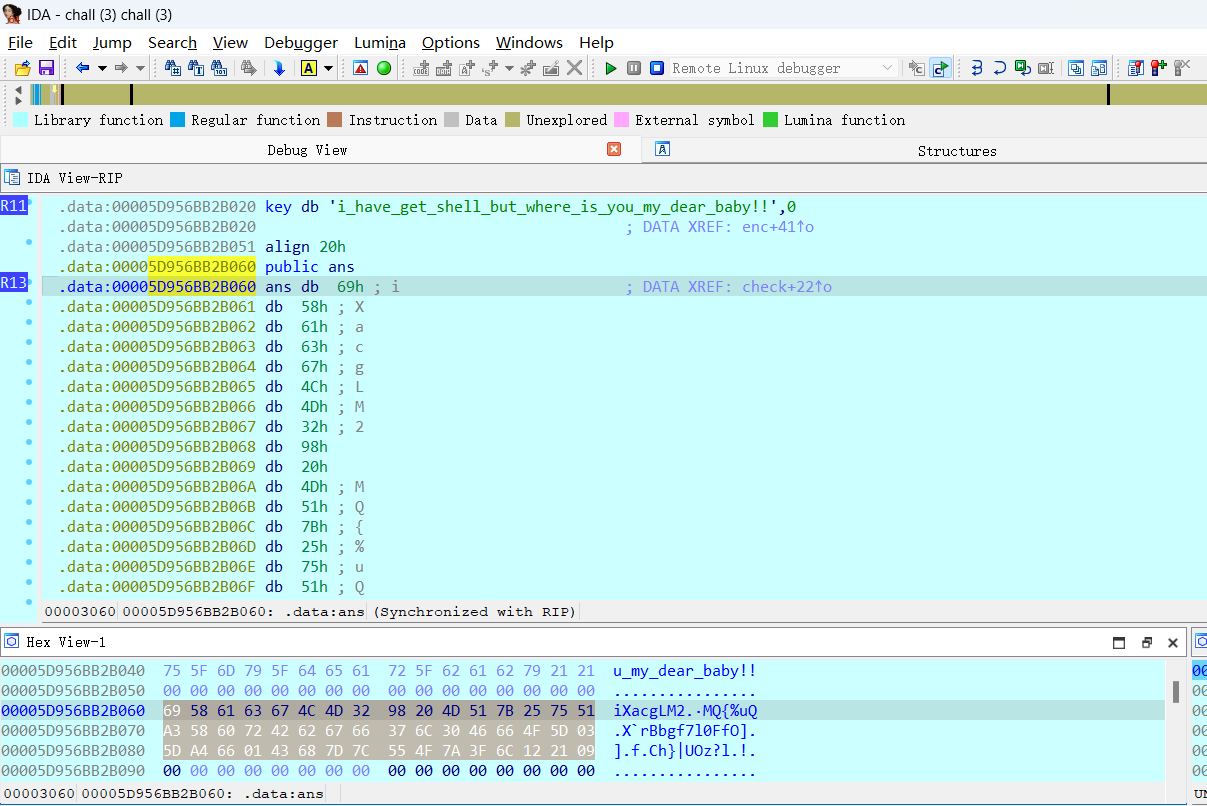 IDA - chall (3) chall (3)
File Edit Jump Search View Debugger Lumina Options Windows Help
Remote Linux debugger
Library function Regular function Instruction Data Unexplored External symbol Lumina function
Debug View Structures
IDA View-RIP
R11 .data:00005D956BB2B020 key db 'i_have_get_shell_but_where_is_you_my_dear_baby!!',0
.data:00005D956BB2B020 ; DATA XREF: enc+41↑o
.data:00005D956BB2B051 align 20h
.data:00005D956BB2B060 public ans
R13 .data:00005D956BB2B060 ans db 69h ; i ; DATA XREF: check+22↑o
.data:00005D956BB2B061 db 58h ; X
.data:00005D956BB2B062 db 61h ; a
.data:00005D956BB2B063 db 63h ; c
.data:00005D956BB2B064 db 67h ; g
.data:00005D956BB2B065 db 4Ch ; L
.data:00005D956BB2B066 db 4Dh ; M
.data:00005D956BB2B067 db 32h ; 2
.data:00005D956BB2B068 db 98h
.data:00005D956BB2B069 db 20h
.data:00005D956BB2B06A db 4Dh ; M
.data:00005D956BB2B06B db 51h ; Q
.data:00005D956BB2B06C db 7Bh ; {
.data:00005D956BB2B06D db 25h ; %
.data:00005D956BB2B06E db 75h ; u
.data:00005D956BB2B06F db 51h ; Q
00003060 00005D956BB2B060: .data:ans (Synchronized with RIP)
Hex View-1
00005D956BB2B040 75 5F 6D 79 5F 64 65 61 72 5F 62 61 62 79 21 21 u_my_dear_baby!!
00005D956BB2B050 00 00 00 00 00 00 00 00 00 00 00 00 00 00 00 00 ................
00005D956BB2B060 69 58 61 63 67 4C 4D 32 98 20 4D 51 7B 25 75 51 iXacgLM2.·MQ{%uQ
00005D956BB2B070 A3 58 60 72 42 62 67 66 37 6C 30 46 66 4F 5D 03 .X`rBbgf7l0FfO].
00005D956BB2B080 5D A4 66 01 43 68 7D 7C 55 4F 7A 3F 6C 12 21 09 ].f.Ch}|UOz?l.!.
00005D956BB2B090 00 00 00 00 00 00 00 00 00 00 00 00 00 00 00 00 ................
00003060 00005D956BB2B060: .data:ans